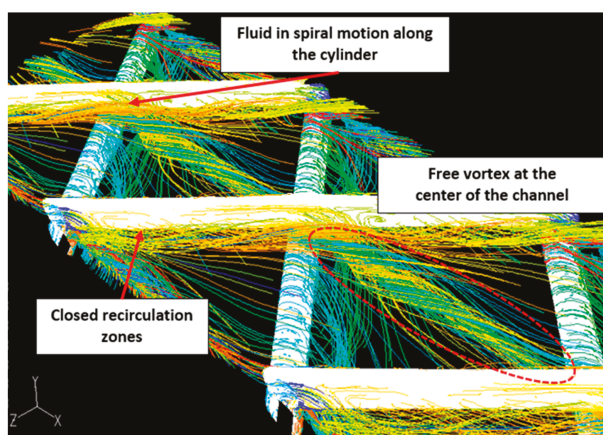 Fluid in spiral motion along
the cylinder
Free vortex at the
center of the channel
Closed recirculation
zones
Y
Z
X